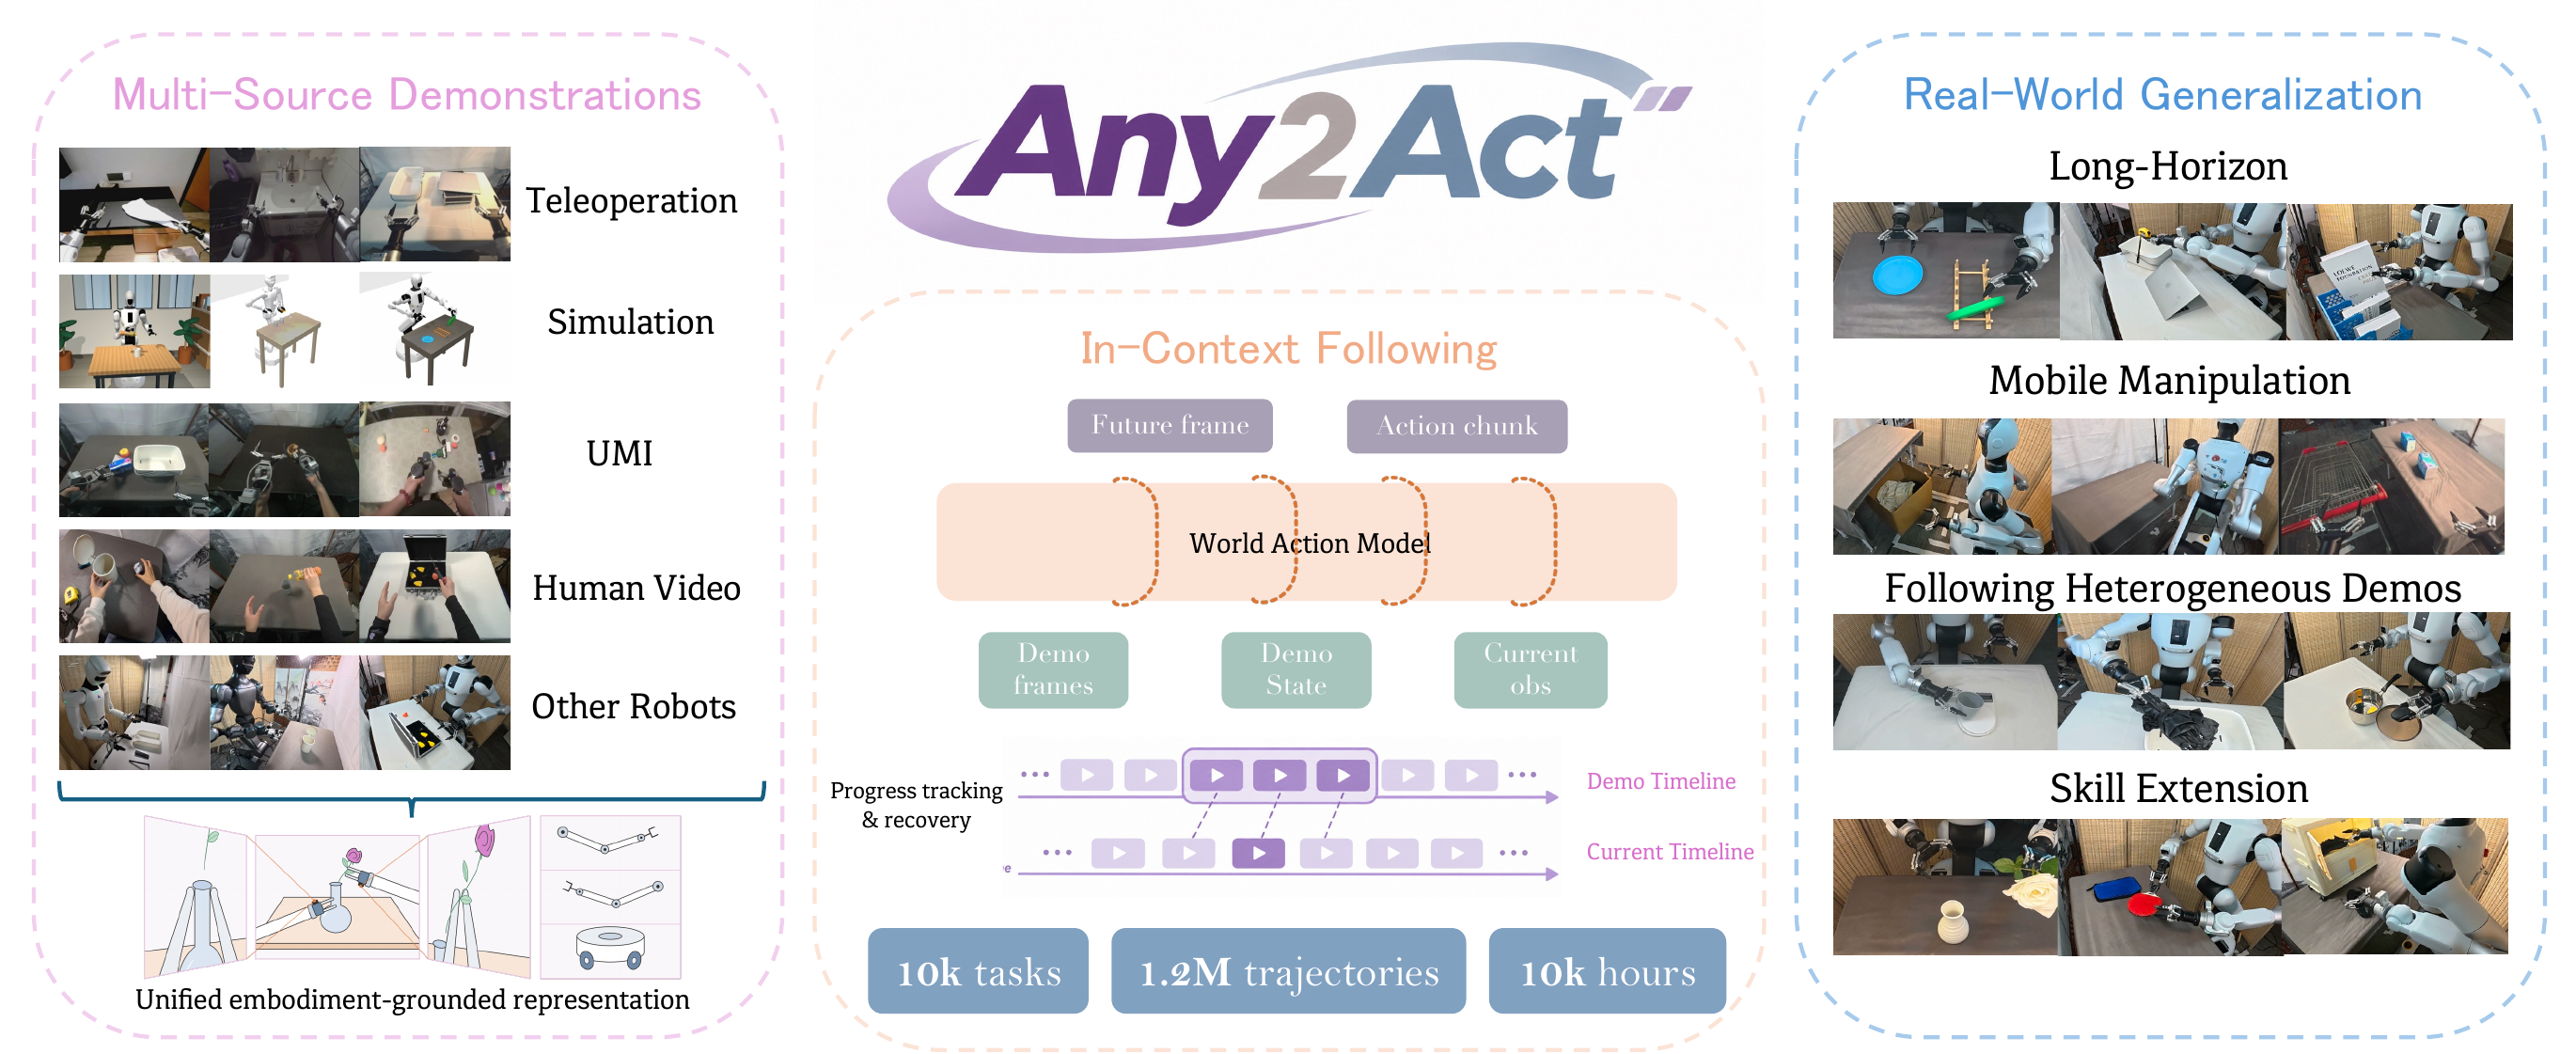 Multi-Source Demonstrations
Teleoperation
Simulation
UMI
Human Video
Other Robots
Unified embodiment-grounded representation
Any2Act
In-Context Following
Future frame
Action chunk
World Action Model
Demo
frames
Demo
State
Current
obs
Progress tracking
& recovery
Demo Timeline
Current Timeline
e
10k tasks
1.2M trajectories
10k hours
Real-World Generalization
Long-Horizon
Mobile Manipulation
Following Heterogeneous Demos
Skill Extension